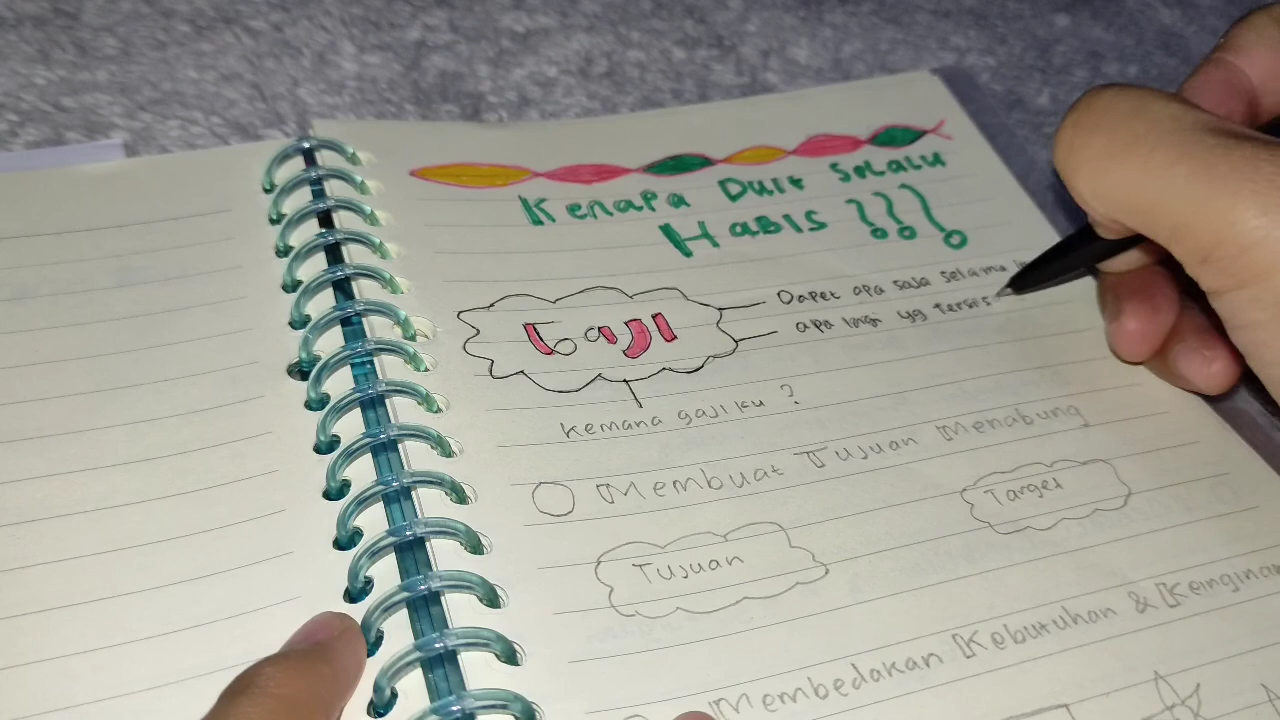 Kenapa Duit Selalu
Habis ???
Gaji
Dapet apa saja selama
apa lagi yg tersis
Kemana gajiku ?
Membuat Tujuan Menabung
Target
Tujuan
Membedakan Kebutuhan & Keinginan